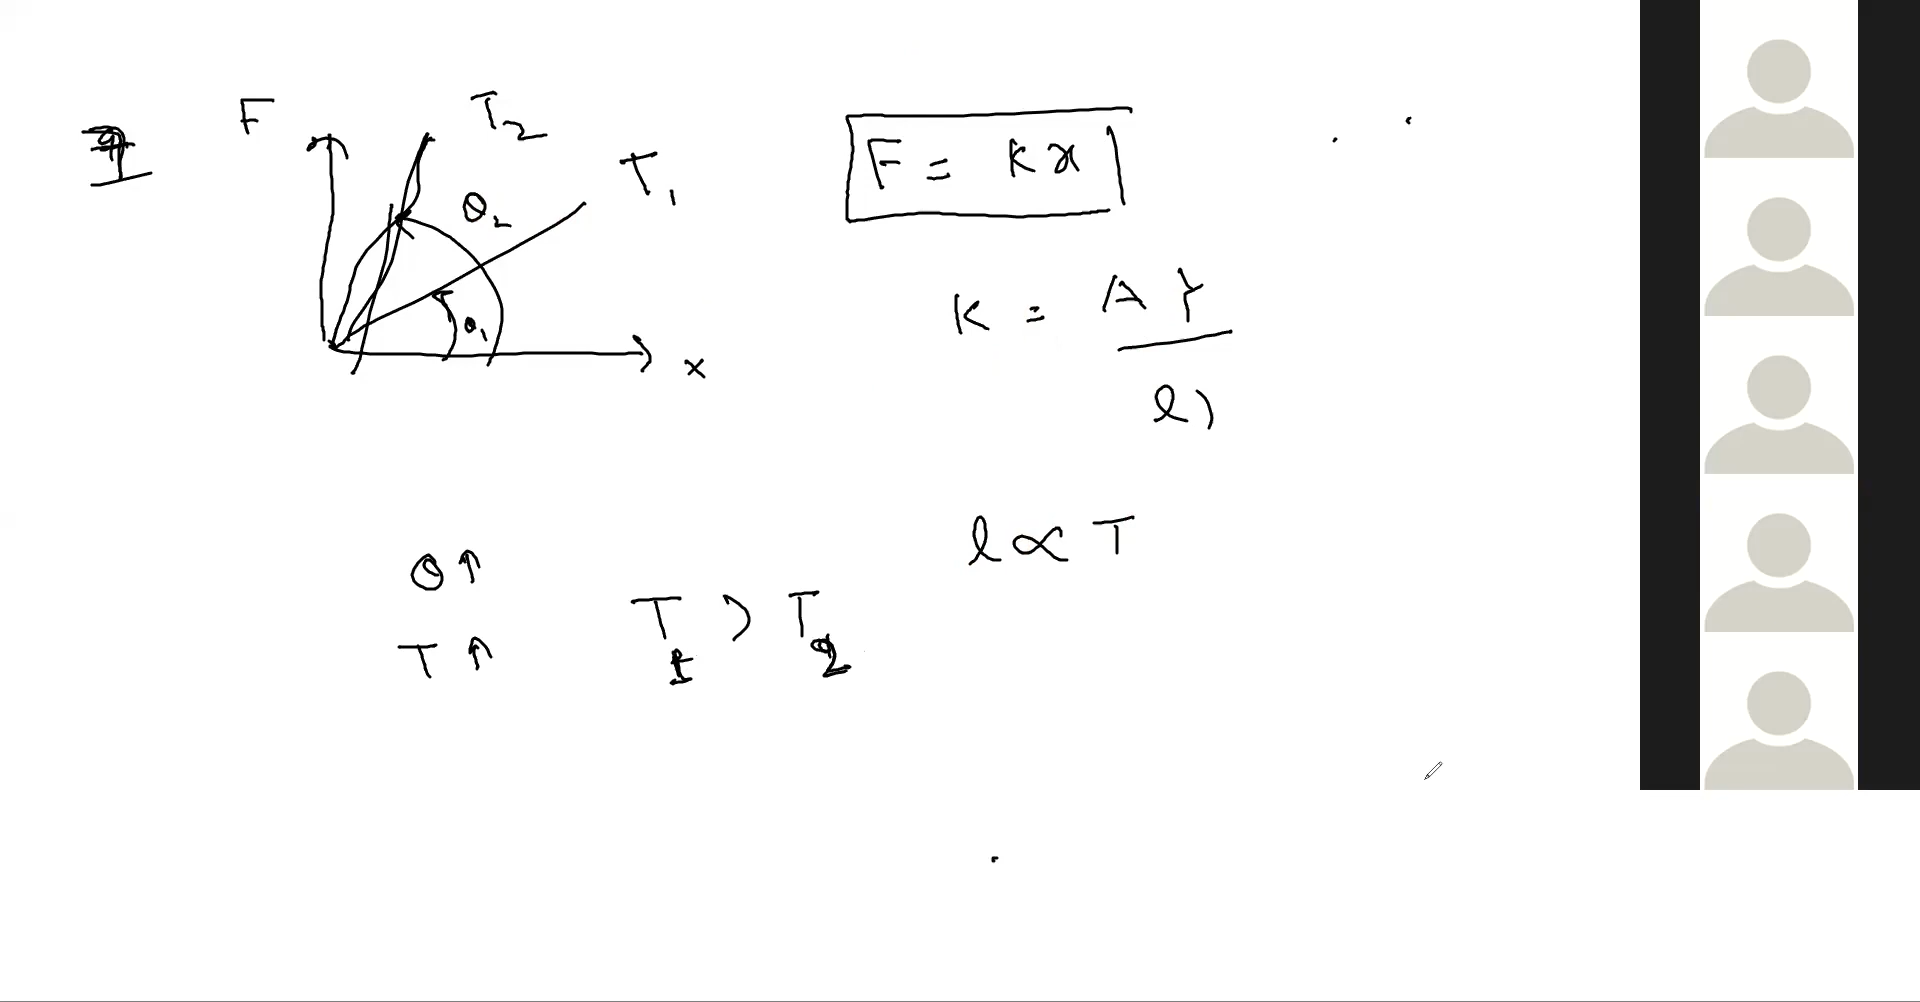 F
T₂
T₁
θ₂
θ₁
x
F = kx
K = AY
l
l ∝ T
θ↑
T↑
T₁ > T₂